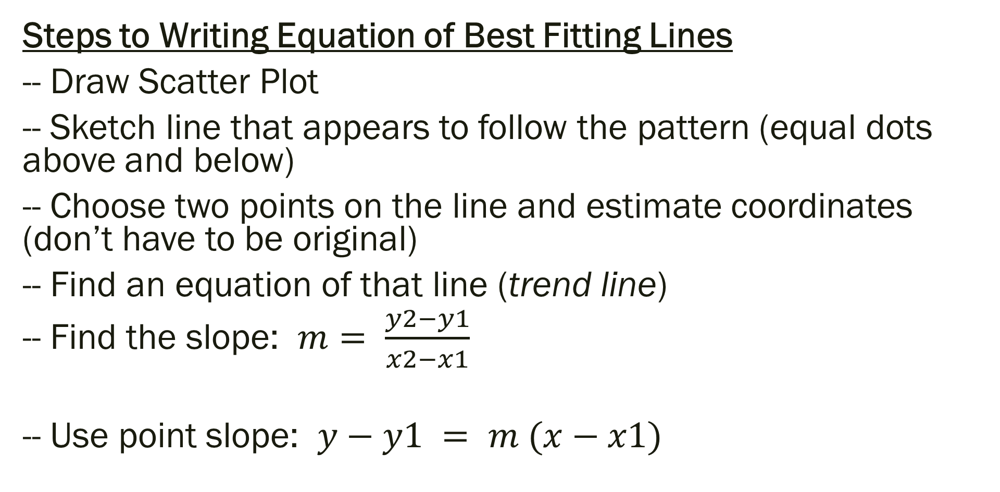 Steps to Writing Equation of Best Fitting Lines
-- Draw Scatter Plot
-- Sketch line that appears to follow the pattern (equal dots
above and below)
-- Choose two points on the line and estimate coordinates
(don’t have to be original)
-- Find an equation of that line (trend line)
-- Find the slope: m = y2−y1 / x2−x1
-- Use point slope: y − y1 = m (x − x1)